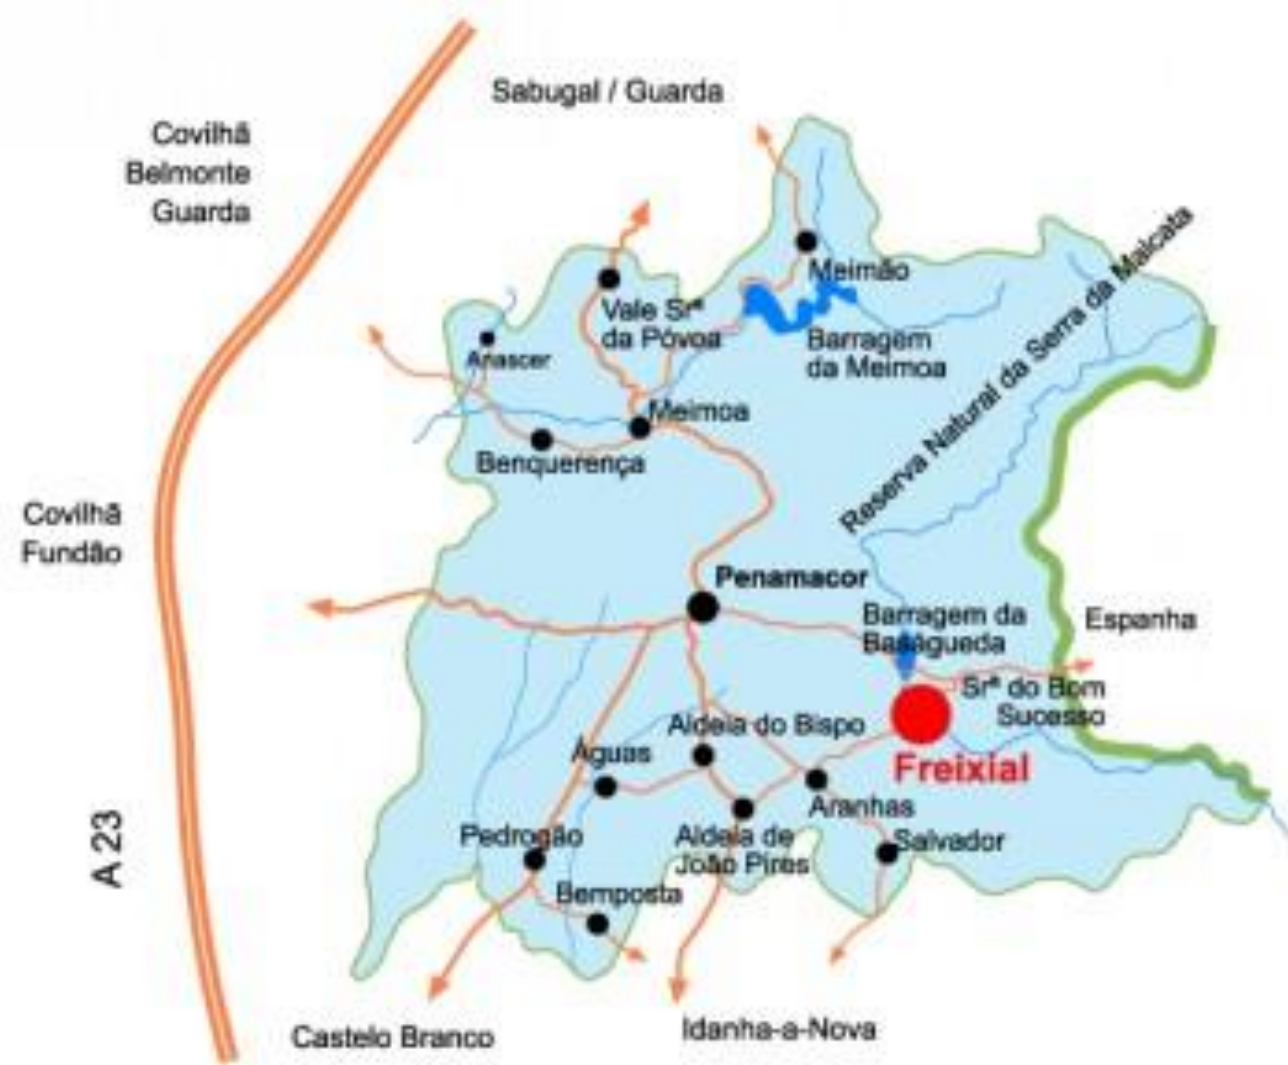 Sabugal / Guarda
Covilhã
Belmonte
Guarda
Meimão
Vale Srª
da Póvoa
Barragem
da Meimoa
Anascer
Reserva Natural da Serra da Malcata
Meimoa
Benquerença
Covilhã
Fundão
Penamacor
Barragem da
Baságueda
Espanha
Srª do Bom
Sucesso
Aldeia do Bispo
Águas
Freixial
Aranhas
A 23
Pedrogão
Aldeia de
João Pires
Salvador
Bemposta
Castelo Branco
Idanha-a-Nova